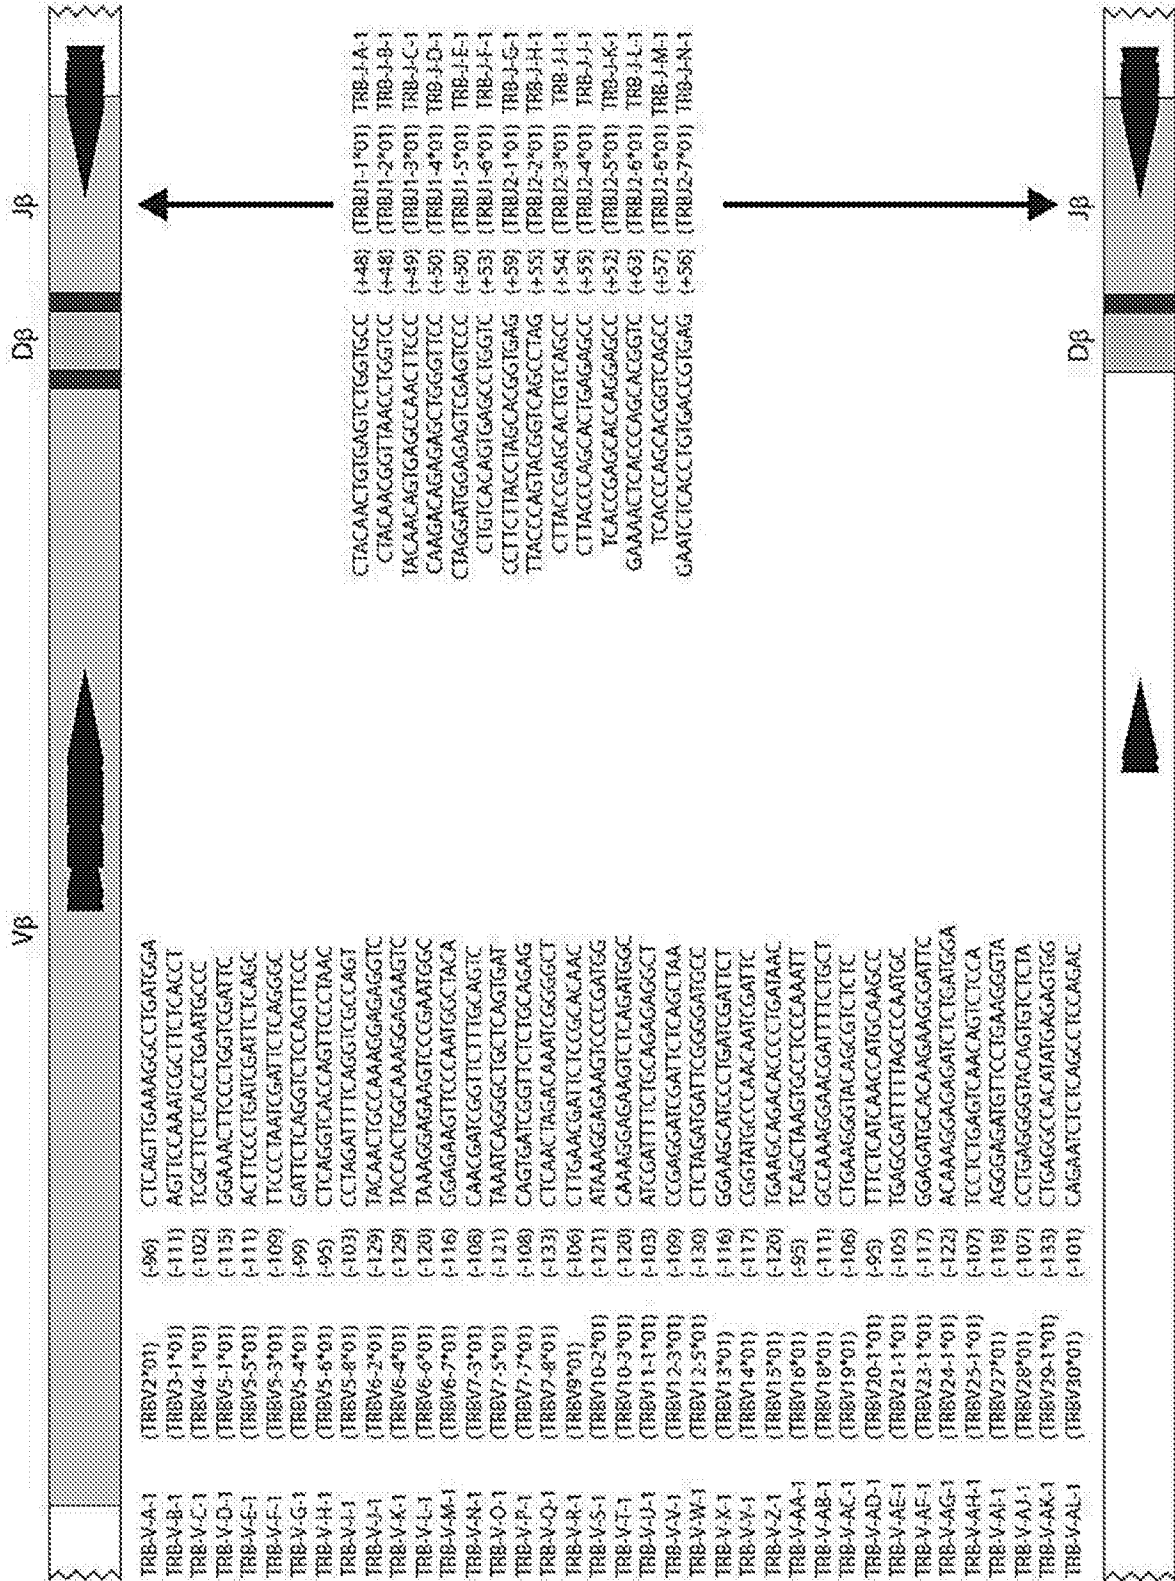 Vβ Dβ Jβ
TRB-V-A-1 (TRBV2*01) (-96) CTCAGTTGAAAGGCCTGATGGA
TRB-V-B-1 (TRBV3-1*01) (-111) AGTTCCAAATCGCTTTCTCACCT
TRB-V-C-1 (TRBV4-1*01) (-102) TCGCTTCTCACCTGAATGCCC
TRB-V-D-1 (TRBV5-1*01) (-115) GGAAACTTCCCTGGTCGATTC
TRB-V-E-1 (TRBV5-5*01) (-111) ACTTCCCTGATCGATTCTCAGC
TRB-V-F-1 (TRBV5-3*01) (-109) TTCCCTAATCGATTCTCAGGGC
TRB-V-G-1 (TRBV5-4*01) (-99) GATTCTCAGGTCTCCAGTTCCC
TRB-V-H-1 (TRBV5-6*01) (-95) CTCAGGTCACCAGTTCCCTAAC
TRB-V-I-1 (TRBV5-8*01) (-103) CCTAGATTTTCAGGTCGCCAGT
TRB-V-J-1 (TRBV6-2*01) (-129) TACAAACTGCCAAAGGAGAGGTC
TRB-V-K-1 (TRBV6-4*01) (-129) TACCACTGGCAAAGGAGAAGTC
TRB-V-L-1 (TRBV6-6*01) (-120) TAAAGGAGAAGTCCCGAATGGC
TRB-V-M-1 (TRBV6-7*01) (-116) GGAGAAGTTCCCAATGGCTACA
TRB-V-N-1 (TRBV7-3*01) (-108) CAACGATCGGTTCTTTGCAGTC
TRB-V-O-1 (TRBV7-5*01) (-121) TAAATCAGGGCTGCTCAGTGAT
TRB-V-P-1 (TRBV7-7*01) (-108) CAGTGATCGGTTCTCTGCAGAG
TRB-V-Q-1 (TRBV7-8*01) (-133) CTCAACTAGACAAATCGGGGCT
TRB-V-R-1 (TRBV9*01) (-106) CTTGAACGATTCTCCGCACAAC
TRB-V-S-1 (TRBV10-2*01) (-121) ATAAAGGAGAAGTCCCCGATGG
TRB-V-T-1 (TRBV10-3*01) (-120) CAAAGGAGAAGTCTCAGATGGC
TRB-V-U-1 (TRBV11-1*01) (-103) ATCGATTTTCTGCAGAGAGGCT
TRB-V-V-1 (TRBV12-3*01) (-109) CCGAGGATCGATTCTCAGCTAA
TRB-V-W-1 (TRBV12-5*01) (-130) CTCTAGATGATTCGGGGATGCC
TRB-V-X-1 (TRBV13*01) (-116) GGAAGCATCCCTGATCGATTCT
TRB-V-Y-1 (TRBV14*01) (-117) CGGTATGCCCAACAATCGATTC
TRB-V-Z-1 (TRBV15*01) (-120) TGAAGCAGGACACCCCTGATAAC
TRB-V-AA-1 (TRBV16*01) (-95) TCAGCTAAGTGCCTCCCAAATT
TRB-V-AB-1 (TRBV18*01) (-111) GCCAAAGGAACGATTTTCTGCT
TRB-V-AC-1 (TRBV19*01) (-106) CTGAAGGGTACAGCGTCTCTC
TRB-V-AD-1 (TRBV20-1*01) (-95) TTTCTCATCAACCATGCAAGCC
TRB-V-AE-1 (TRBV21-1*01) (-105) TGAGCGATTTTTAGCCCAATGC
TRB-V-AF-1 (TRBV23-1*01) (-117) GGAGATGCACAAGAAGCGATTC
TRB-V-AG-1 (TRBV24-1*01) (-122) ACAAAGGAGAGATCTCTGATGGA
TRB-V-AH-1 (TRBV25-1*01) (-107) TCCTCTGAGTCAACAGTCTCCA
TRB-V-AI-1 (TRBV27*01) (-118) AGGGAGATGTTCCTGAAGGGTA
TRB-V-AJ-1 (TRBV28*01) (-107) CCTGAGGGGTACAGTGTCTCTA
TRB-V-AK-1 (TRBV29-1*01) (-133) CTGAGGCCACATATGAGAGTGG
TRB-V-AL-1 (TRBV30*01) (-101) CAGAATCTCTCAGCCTCCAGAC
CTACAACTGTGAGTCTGGTGCC (+46) (TRBJ1-1*01) TRB-J-A-1
CTACAACGGTTAACCTGGTCC (+48) (TRBJ1-2*01) TRB-J-B-1
TACAACAGTGAGCCAACTTCCC (+49) (TRBJ1-3*01) TRB-J-C-1
CAAGACAGAGAGCTGGGTTCC (+50) (TRBJ1-4*01) TRB-J-D-1
CTAGGATGGAGAGTCGAGTCCC (+50) (TRBJ1-5*01) TRB-J-E-1
CTGTCACAGTGAGCCTGGTC (+53) (TRBJ1-6*01) TRB-J-F-1
CCTTCTTACCTAGCACGGTGAG (+59) (TRBJ2-1*01) TRB-J-G-1
TTACCCAGTACGGTCAGCCTAG (+55) (TRBJ2-2*01) TRB-J-H-1
CTTACCGAGCACTGTCAGCC (+54) (TRBJ2-3*01) TRB-J-I-1
CTTACCCAGCACTGAGAGCC (+55) (TRBJ2-4*01) TRB-J-J-1
TCACCGAGCACCAGGAGCC (+52) (TRBJ2-5*01) TRB-J-K-1
GAAAACTCACCCAGCACGGTC (+63) (TRBJ2-6*01) TRB-J-L-1
TCACCCAGCACGGTCAGCC (+57) (TRBJ2-6*01) TRB-J-M-1
GAATCTCACCTGTGACCGTGAG (+56) (TRBJ2-7*01) TRB-J-N-1
Dβ Jβ